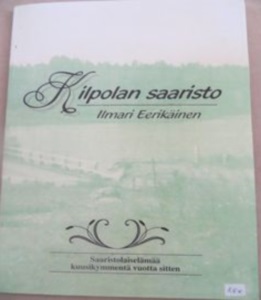 Kilpolan saaristo
Ilmari Eerikäinen
Saaristolaiselämää
kuusikymmentä vuotta sitten